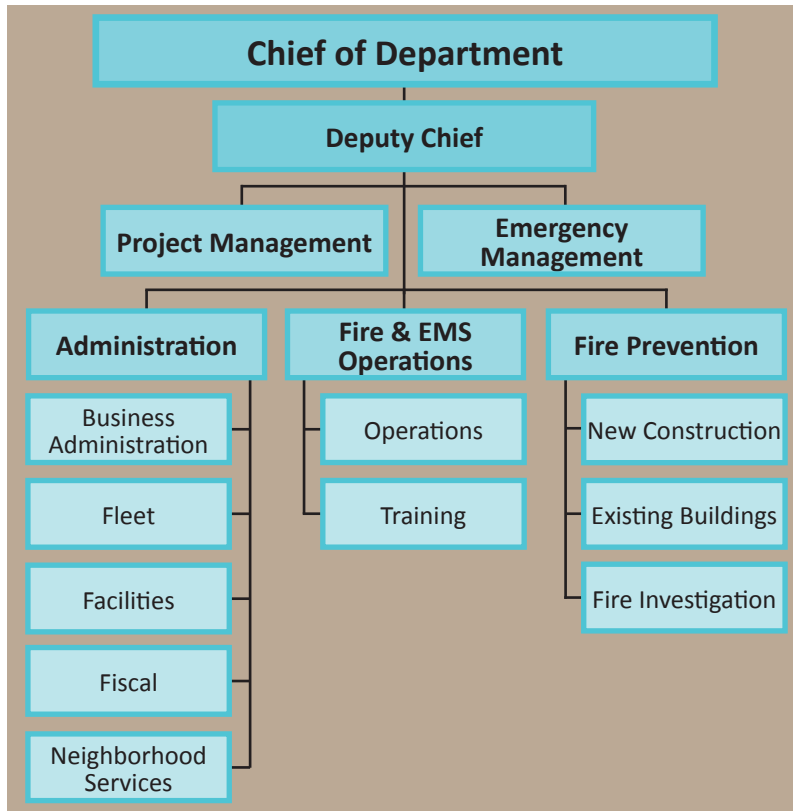 Chief of Department
Deputy Chief
Project Management
Emergency
Management
Administration
Fire & EMS
Operations
Fire Prevention
Business
Administration
Fleet
Facilities
Fiscal
Neighborhood
Services
Operations
Training
New Construction
Existing Buildings
Fire Investigation